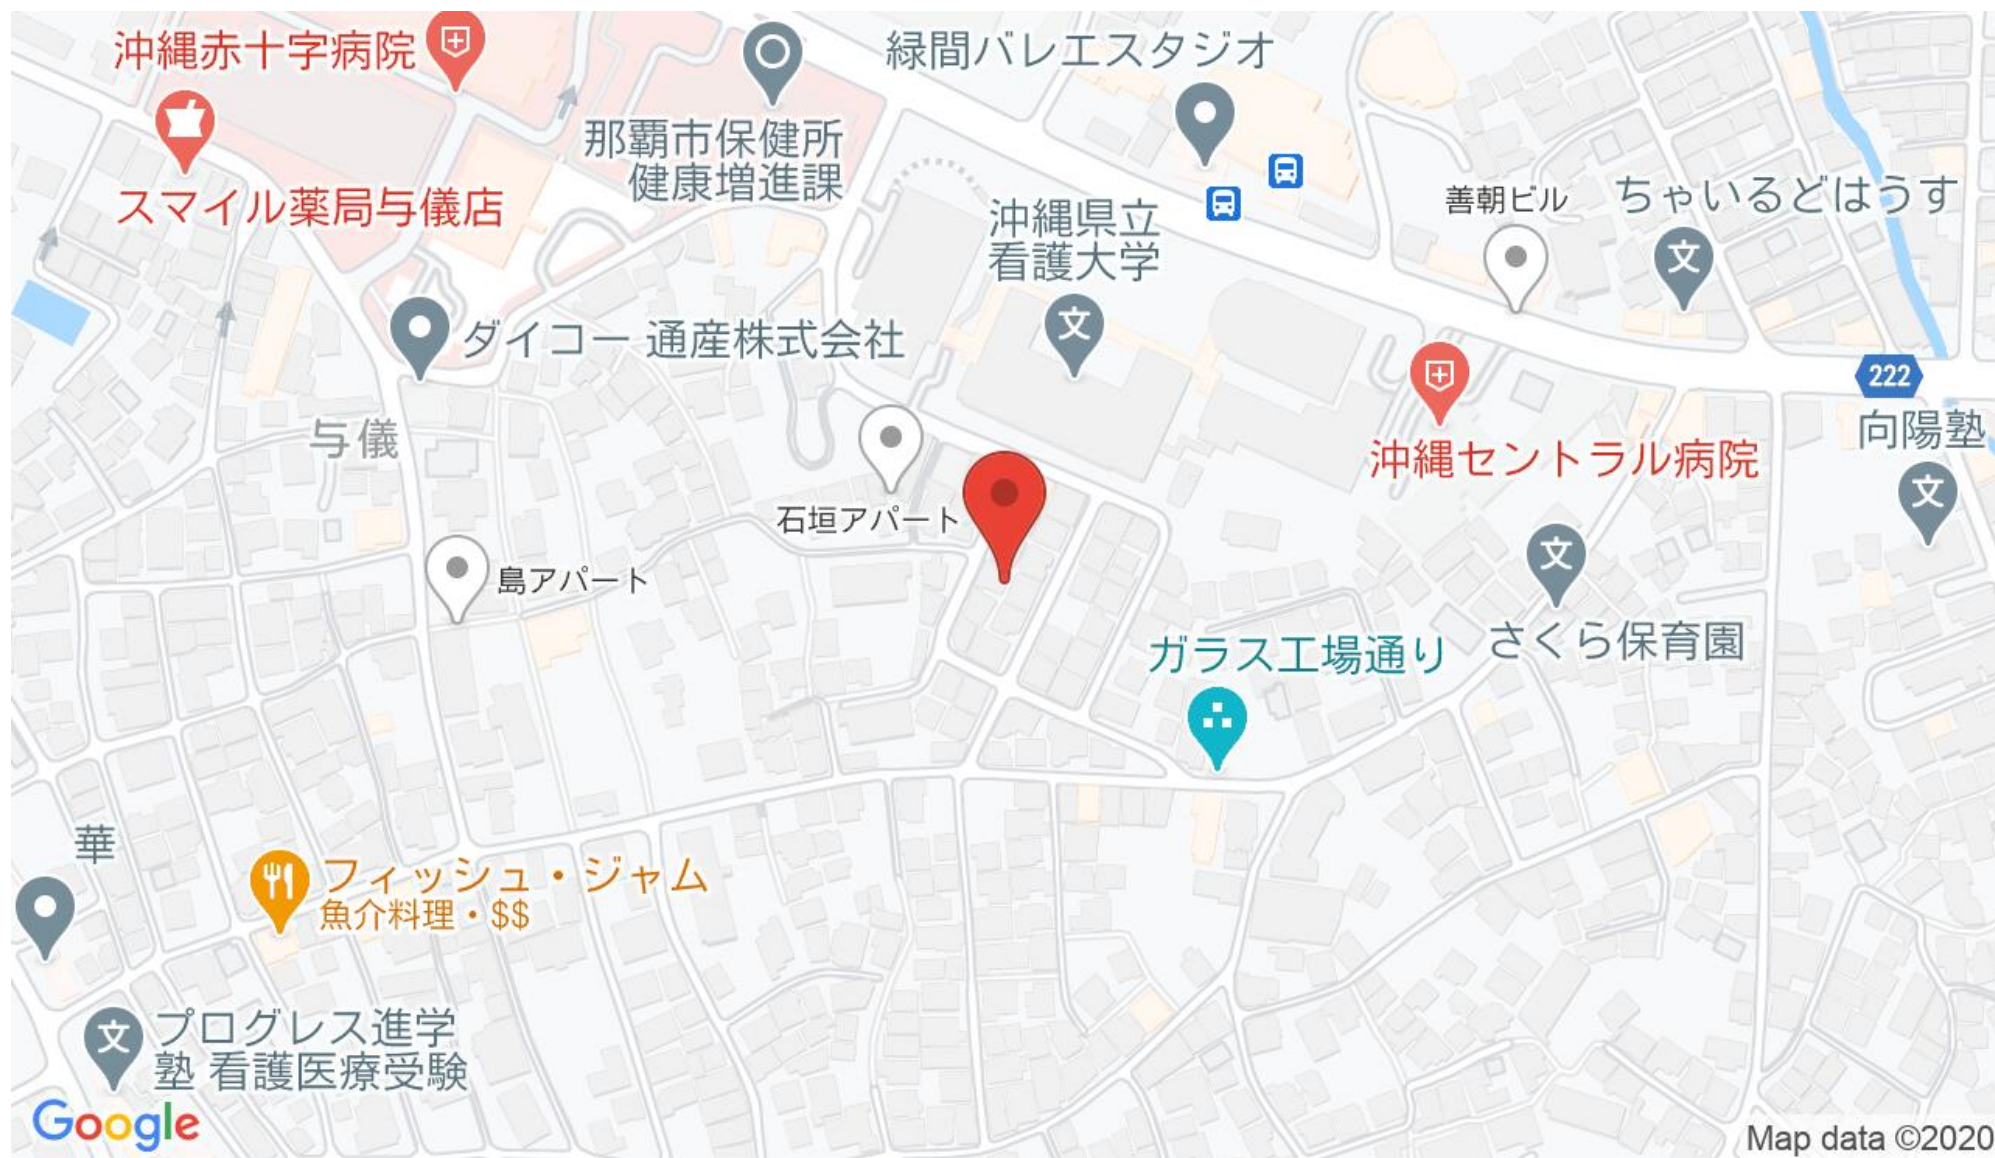 沖縄赤十字病院
緑間バレエスタジオ
那覇市保健所
健康増進課
スマイル薬局与儀店
沖縄県立
看護大学
善朝ビル
ちゃいるどはうす
ダイコー 通産株式会社
222
与儀
向陽塾
沖縄セントラル病院
石垣アパート
島アパート
ガラス工場通り
さくら保育園
華
フィッシュ・ジャム
魚介料理・$$
プログレス進学
塾 看護医療受験
Google
Map data ©2020
文
文
文
文
文